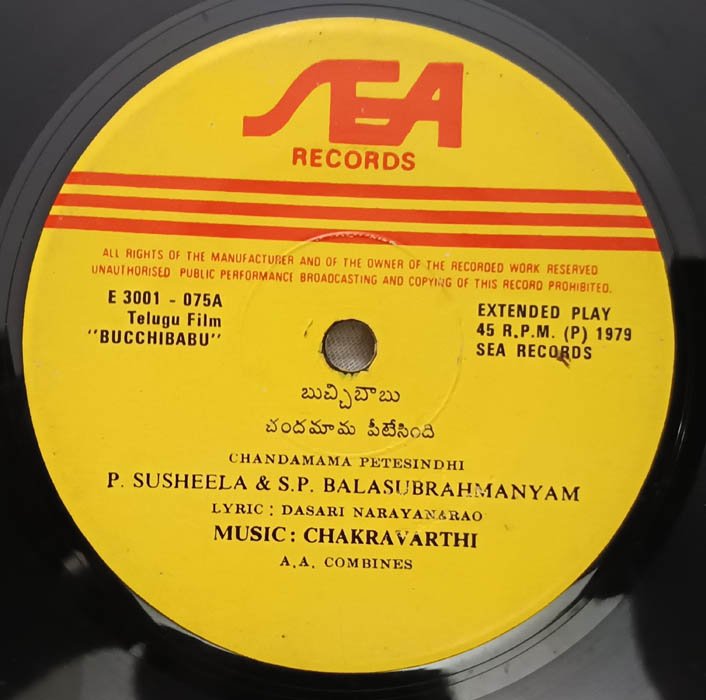 SEA
RECORDS
ALL RIGHTS OF THE MANUFACTURER AND OF THE OWNER OF THE RECORDED WORK RESERVED
UNAUTHORISED PUBLIC PERFORMANCE BROADCASTING AND COPYING OF THIS RECORD PROHIBITED.
E 3001 - 075A
Telugu Film
"BUCCHIBABU"
EXTENDED PLAY
45 R.P.M. (P) 1979
SEA RECORDS
బుచ్చిబాబు
చందమామ పీటేసింది
CHANDAMAMA PETESINDHI
P. SUSHEELA & S.P. BALASUBRAHMANYAM
LYRIC : DASARI NARAYANARAO
MUSIC : CHAKRAVARTHI
A.A. COMBINES